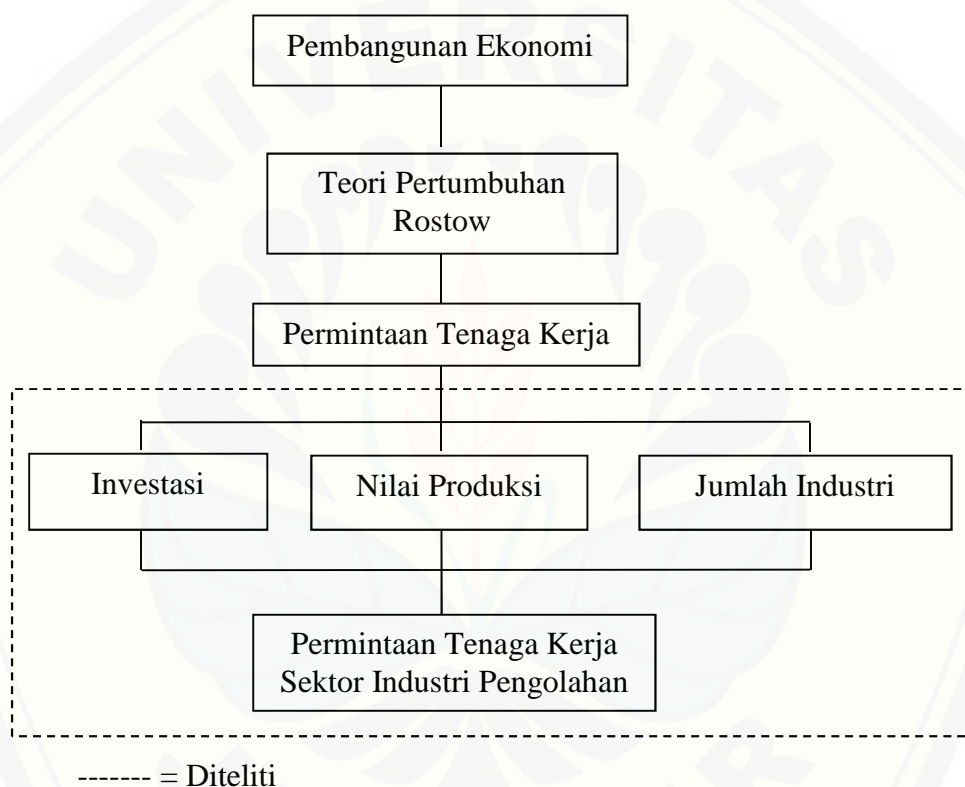 UNIVERSITAS
Pembangunan Ekonomi
Teori Pertumbuhan
Rostow
Permintaan Tenaga Kerja
Investasi
Nilai Produksi
Jumlah Industri
Permintaan Tenaga Kerja
Sektor Industri Pengolahan
------- = Diteliti